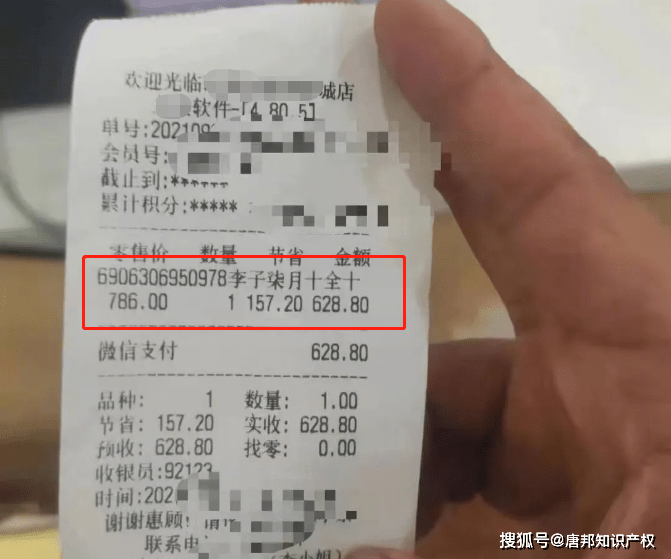 欢迎光临 城店
软件-[4.80.5]
单号:202109
会员号:
截止到:******
累计积分:*****
零售价 数量 节省 金额
6906306950978李子柒月十全十
786.00 1 157.20 628.80
微信支付 628.80
品种: 1 数量: 1.00
节省: 157.20 实收: 628.80
预收: 628.80 找零: 0.00
收银员:92123
时间:202
谢谢惠顾!请
联系电
搜狐号@唐邦知识产权